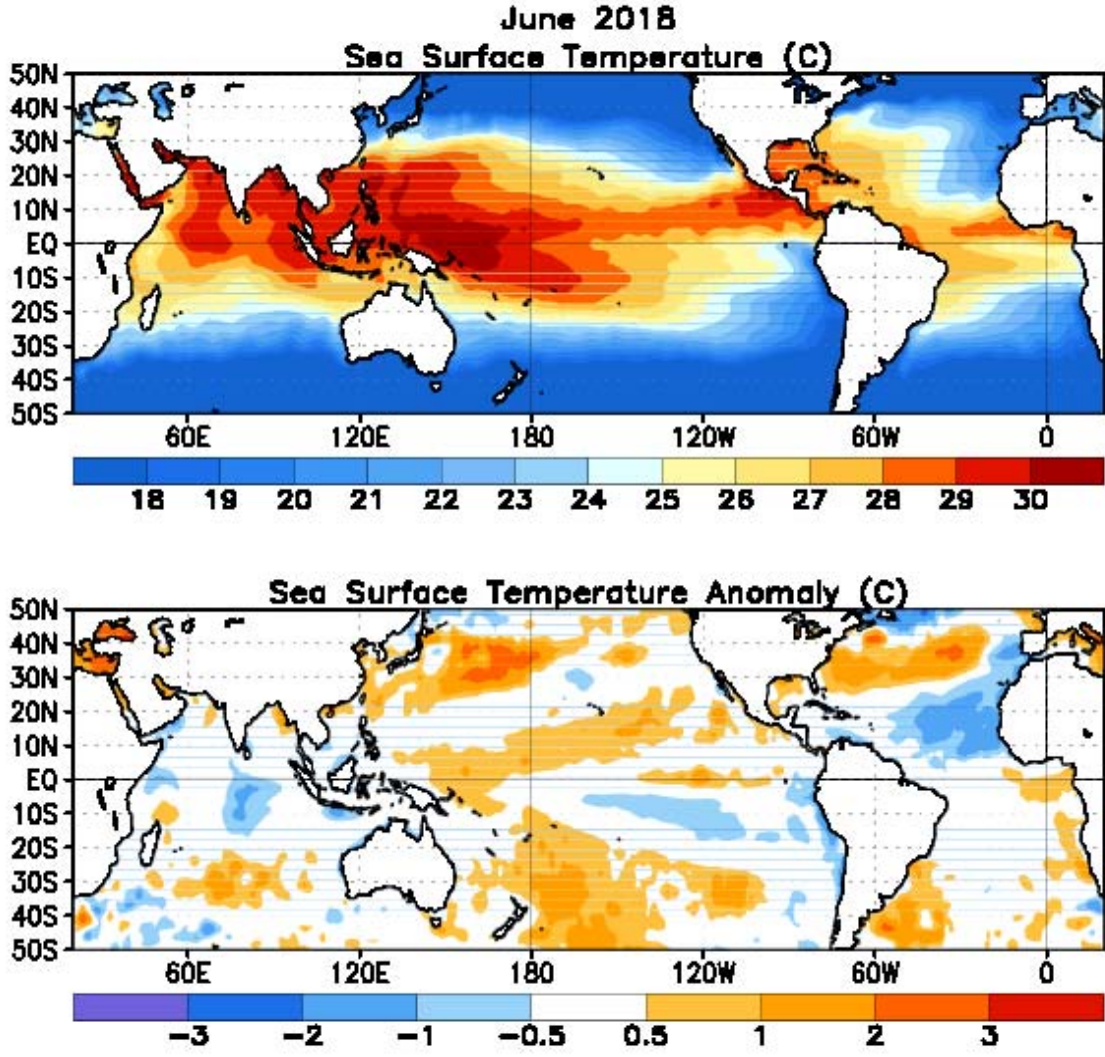 June 2018
Sea Surface Temperature (C)
50N
40N
30N
20N
10N
EQ
10S
20S
30S
40S
50S
60E 120E 180 120W 60W 0
18 19 20 21 22 23 24 25 26 27 28 29 30
Sea Surface Temperature Anomaly (C)
50N
40N
30N
20N
10N
EQ
10S
20S
30S
40S
50S
60E 120E 180 120W 60W 0
-3 -2 -1 -0.5 0.5 1 2 3